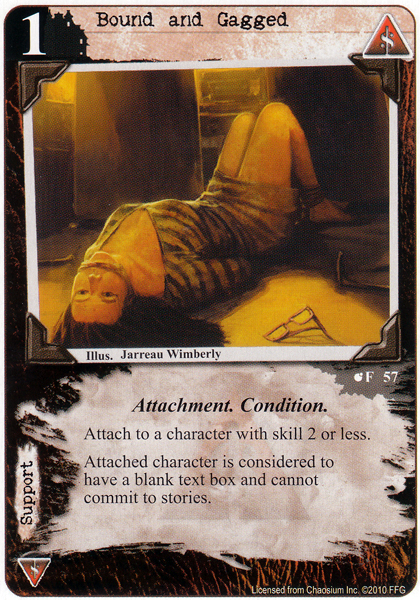 1
Bound and Gagged
$
Illus. Jarreau Wimberly
F 57
Attachment. Condition.
Attach to a character with skill 2 or less.
Attached character is considered to
have a blank text box and cannot
commit to stories.
Support
$
Licensed from Chaosium Inc. ©2010 FFG